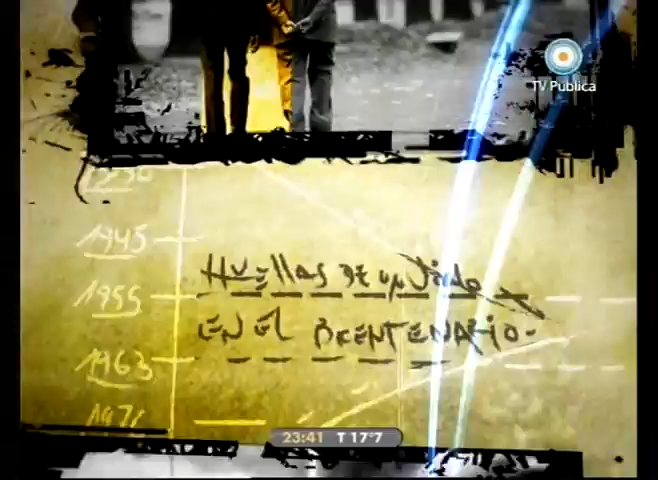 TV Pública
1945
HUELLAS DE UN Siglo
1955
EN EL BICENTENARIO-
1963
23:41 T 17°7